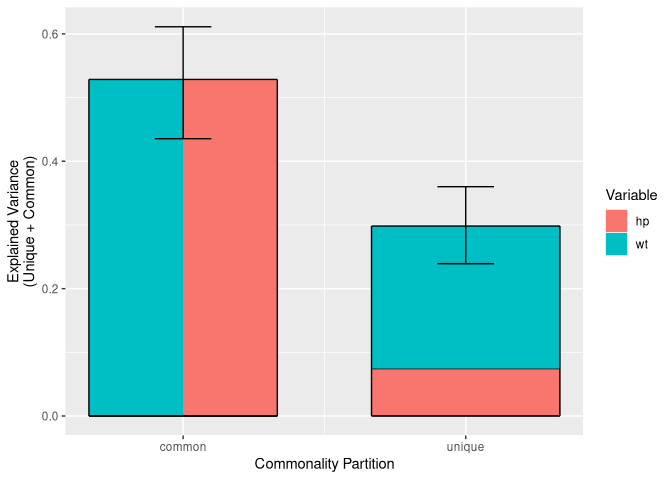 0.6
0.4
0.2
0.0
Explained Variance
(Unique + Common)
common
unique
Commonality Partition
Variable
hp
wt